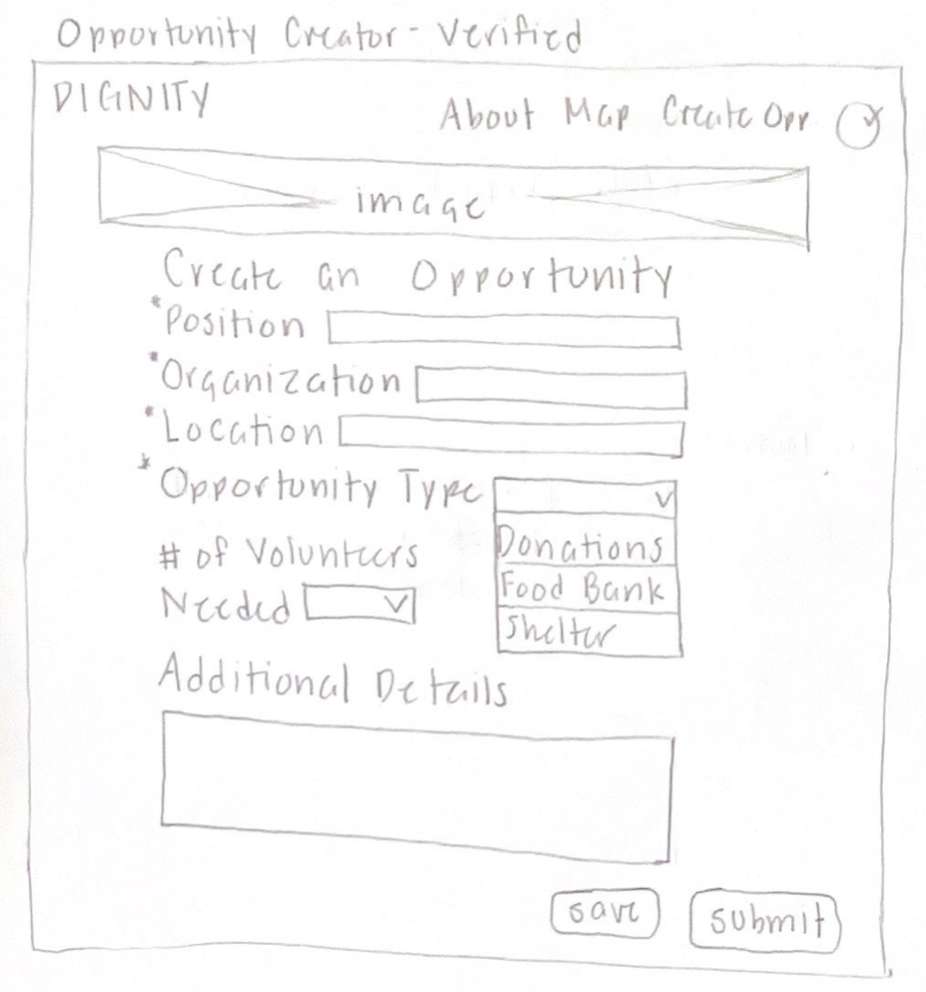 Opportunity Creator - Verified
DIGNITY
About Map Create Opp
image
Create an Opportunity
*Position
*Organization
*Location
*Opportunity Type
Donations
Food Bank
Shelter
# of Volunteers
Needed
Additional Details
save submit